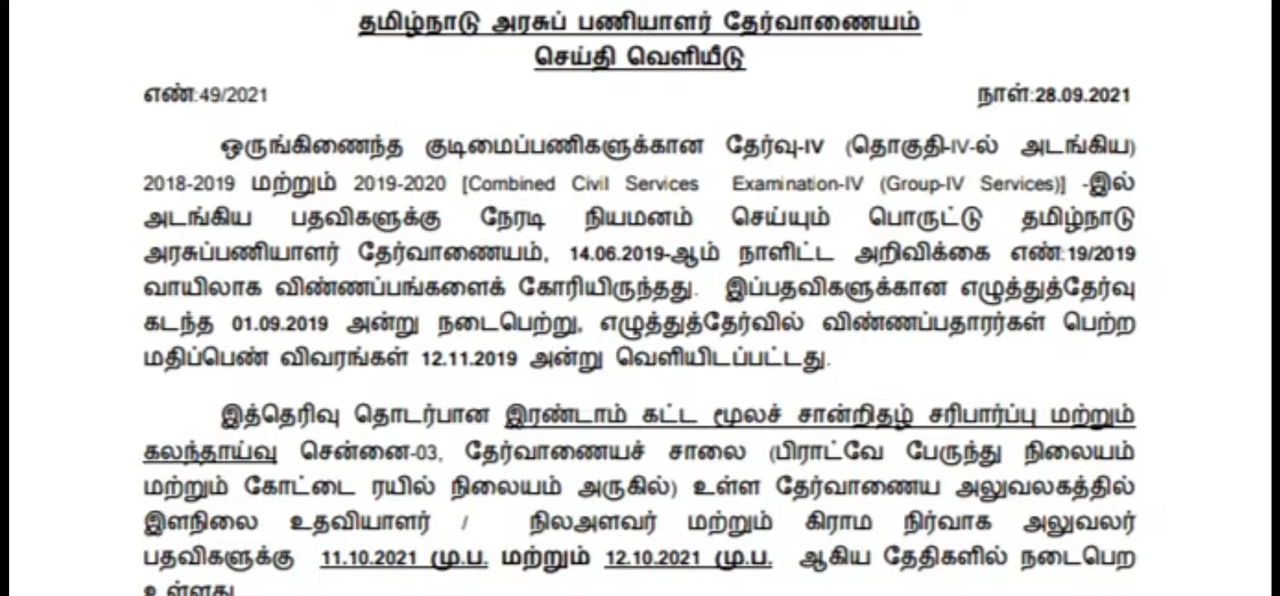 தமிழ்நாடு அரசுப் பணியாளர் தேர்வாணையம்
செய்தி வெளியீடு
எண்:49/2021 நாள்:28.09.2021
ஒருங்கிணைந்த குடிமைப்பணிகளுக்கான தேர்வு-IV (தொகுதி-IV-ல் அடங்கிய)
2018-2019 மற்றும் 2019-2020 [Combined Civil Services Examination-IV (Group-IV Services)] -இல்
அடங்கிய பதவிகளுக்கு நேரடி நியமனம் செய்யும் பொருட்டு தமிழ்நாடு
அரசுப்பணியாளர் தேர்வாணையம், 14.06.2019-ஆம் நாளிட்ட அறிவிக்கை எண்:19/2019
வாயிலாக விண்ணப்பங்களைக் கோரியிருந்தது. இப்பதவிகளுக்கான எழுத்துத்தேர்வு
கடந்த 01.09.2019 அன்று நடைபெற்று, எழுத்துத்தேர்வில் விண்ணப்பதாரர்கள் பெற்ற
மதிப்பெண் விவரங்கள் 12.11.2019 அன்று வெளியிடப்பட்டது.
இத்தெரிவு தொடர்பான இரண்டாம் கட்ட மூலச் சான்றிதழ் சரிபார்ப்பு மற்றும்
கலந்தாய்வு சென்னை-03, தேர்வாணையச் சாலை (பிராட்வே பேருந்து நிலையம்
மற்றும் கோட்டை ரயில் நிலையம் அருகில்) உள்ள தேர்வாணைய அலுவலகத்தில்
இளநிலை உதவியாளர் / நிலஅளவர் மற்றும் கிராம நிர்வாக அலுவலர்
பதவிகளுக்கு 11.10.2021 மு.ப. மற்றும் 12.10.2021 மு.ப. ஆகிய தேதிகளில் நடைபெற
உள்ளது.